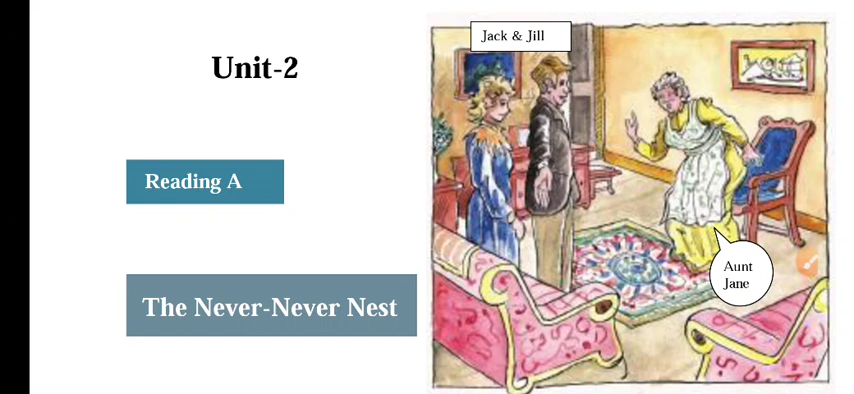 Unit-2
Reading A
The Never-Never Nest
Jack & Jill
Aunt
Jane